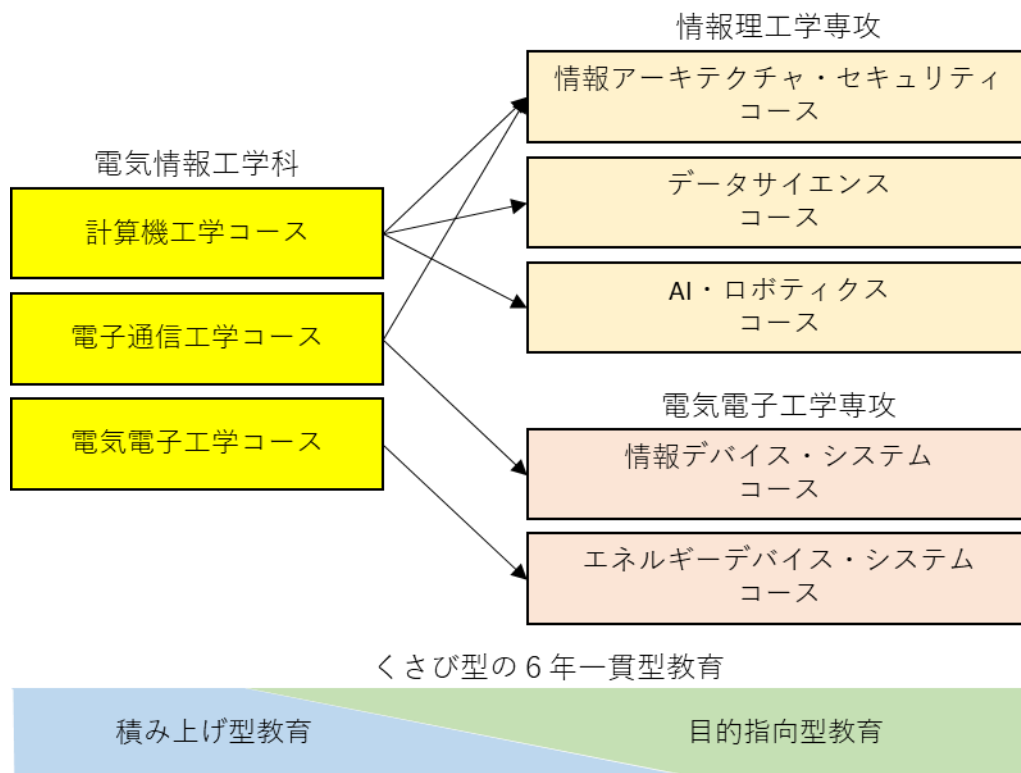 電気情報工学科
計算機工学コース
電子通信工学コース
電気電子工学コース
情報理工学専攻
情報アーキテクチャ・セキュリティ
コース
データサイエンス
コース
AI・ロボティクス
コース
電気電子工学専攻
情報デバイス・システム
コース
エネルギーデバイス・システム
コース
くさび型の６年一貫型教育
積み上げ型教育
目的指向型教育